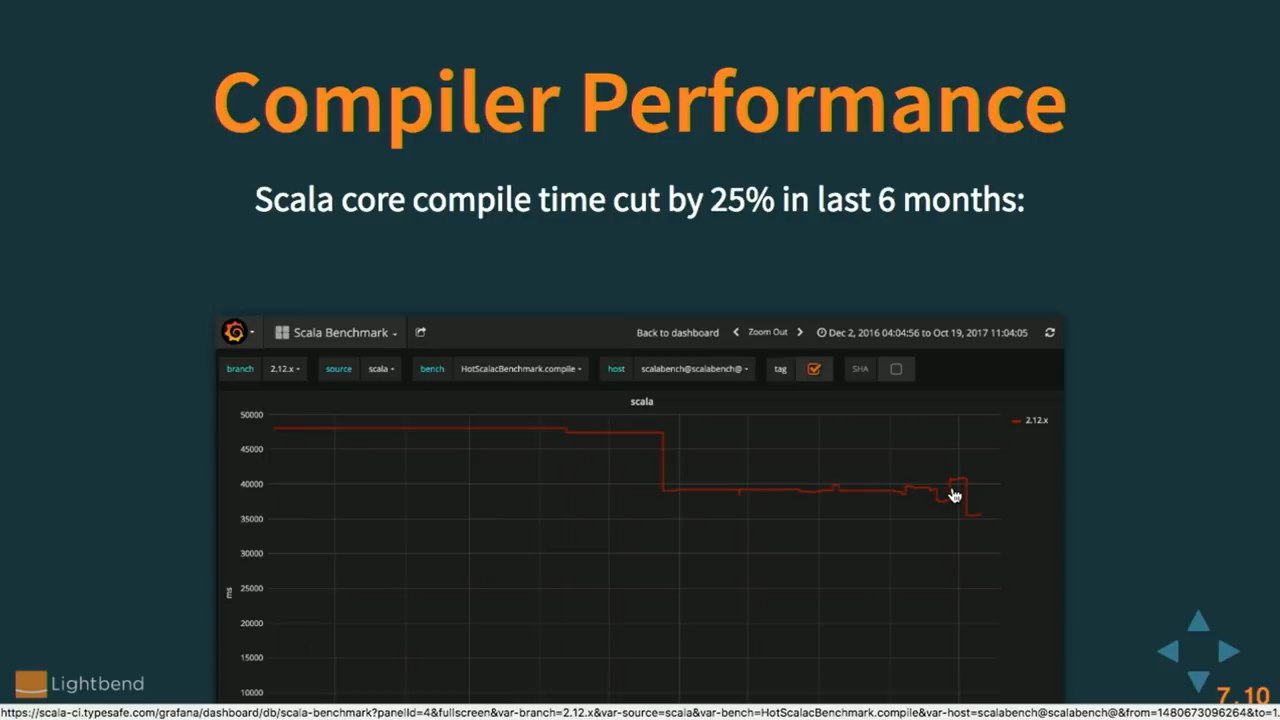 Compiler Performance
Scala core compile time cut by 25% in last 6 months:
Scala Benchmark
Back to dashboard
Zoom Out
Dec 2, 2016 04:04:56 to Oct 19, 2017 11:04:05
branch 2.12.x source scala bench HotScalacBenchmark.compile host scalabench@scalabench@ tag SHA
scala
50000
2.12.x
45000
40000
35000
30000
25000
ms
20000
15000
10000
Lightbend
7.10
https://scala-ci.typesafe.com/grafana/dashboard/db/scala-benchmark?panelId=4&fullscreen&var-branch=2.12.x&var-source=scala&var-bench=HotScalacBenchmark.compile&var-host=scalabench@scalabench@&from=1480673096264&to=1